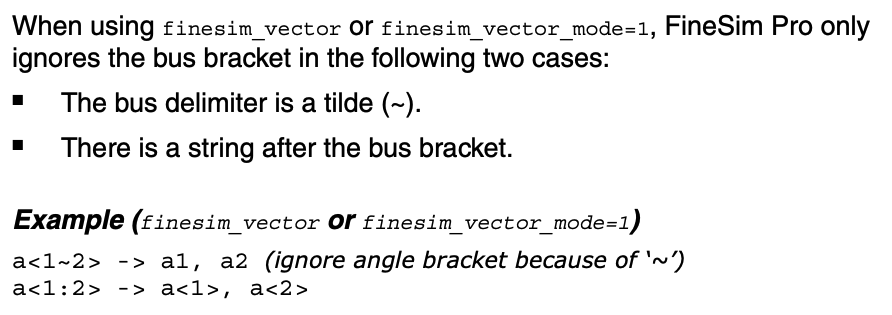 When using finesim_vector or finesim_vector_mode=1, FineSim Pro only
ignores the bus bracket in the following two cases:
■ The bus delimiter is a tilde (~).
■ There is a string after the bus bracket.
Example (finesim_vector or finesim_vector_mode=1)
a<1~2> -> a1, a2 (ignore angle bracket because of ‘~’)
a<1:2> -> a<1>, a<2>